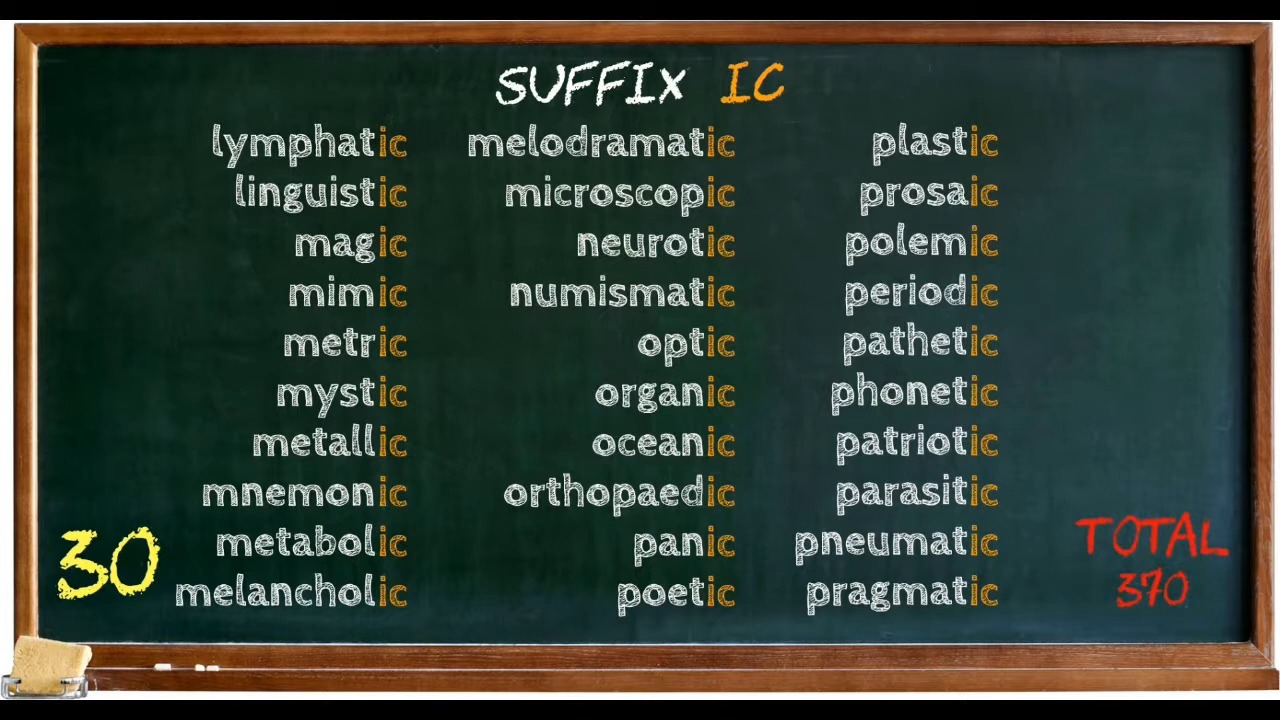 SUFFIX IC
lymphatic
linguistic
magic
mimic
metric
mystic
metallic
mnemonic
metabolic
melancholic
melodramatic
microscopic
neurotic
numismatic
optic
organic
oceanic
orthopaedic
panic
poetic
plastic
prosaic
polemic
periodic
pathetic
phonetic
patriotic
parasitic
pneumatic
pragmatic
30
TOTAL
370